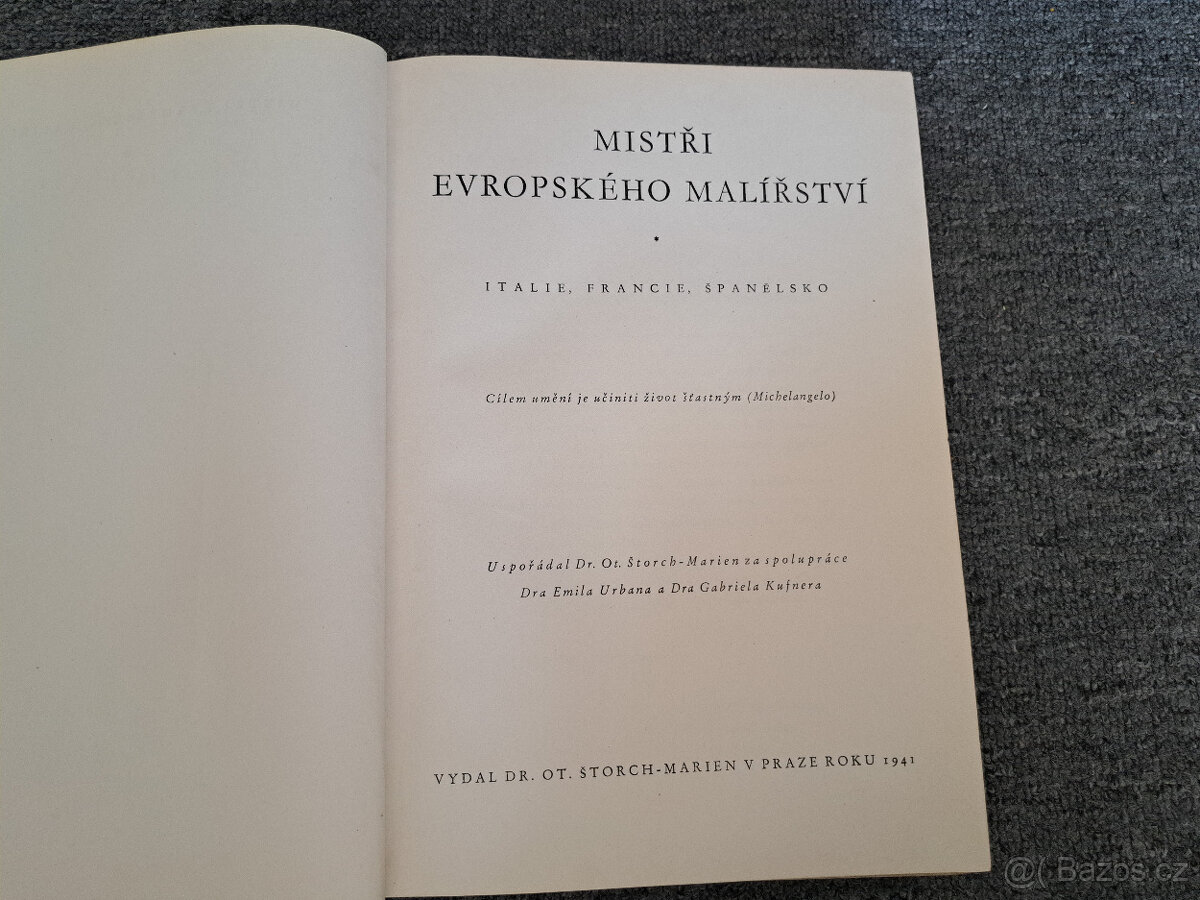 MISTŘI
EVROPSKÉHO MALÍŘSTVÍ
*
ITALIE, FRANCIE, ŠPANĚLSKO
Cílem umění je učiniti život šťastným (Michelangelo)
Uspořádal Dr. Ot. Štorch-Marien za spolupráce
Dra Emila Urbana a Dra Gabriela Kufnera
VYDAL DR. OT. ŠTORCH-MARIEN V PRAZE ROKU 1941
@( Bazos.cz